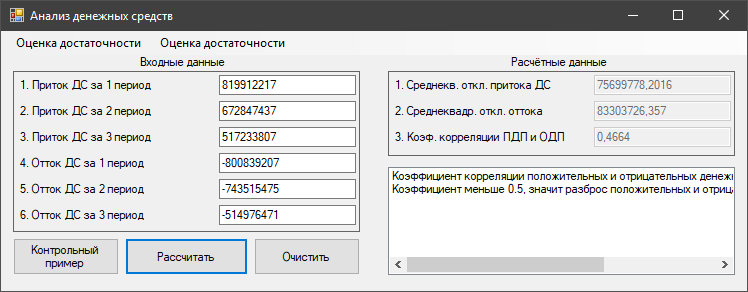 Анализ денежных средств
Оценка достаточности Оценка достаточности
Входные данные
1. Приток ДС за 1 период 819912217
2. Приток ДС за 2 период 672847437
3. Приток ДС за 3 период 517233807
4. Отток ДС за 1 период -800839207
5. Отток ДС за 2 период -743515475
6. Отток ДС за 3 период -514976471
Контрольный
пример
Рассчитать
Очистить
Расчётные данные
1. Среднекв. откл. притока ДС 75699778,2016
2. Среднеквадр. откл. оттока 83303726,357
3. Коэф. корреляции ПДП и ОДП 0,4664
Коэффициент корреляции положительных и отрицательных денежн
Коэффициент меньше 0.5, значит разброс положительных и отрица